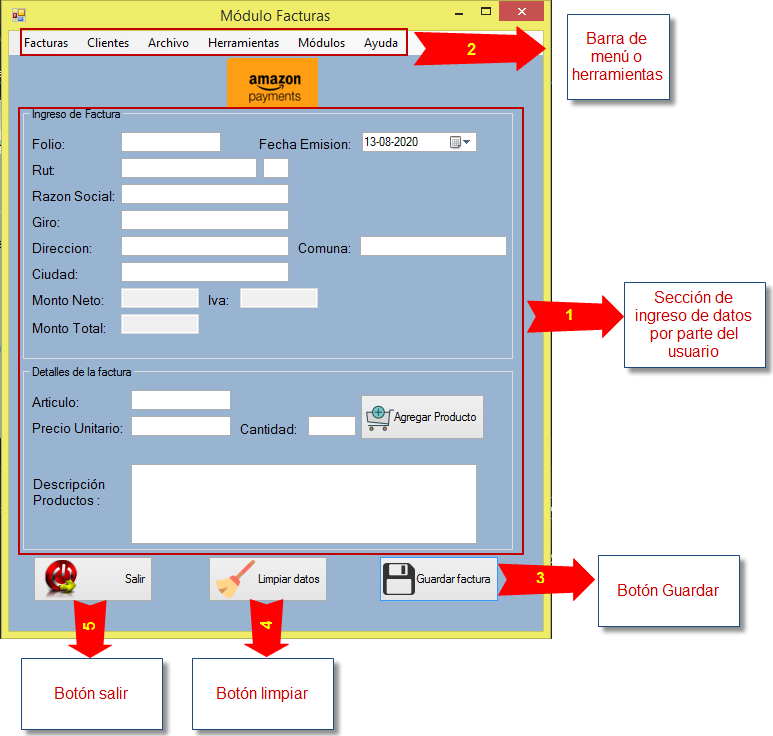 Módulo Facturas
Facturas Clientes Archivo Herramientas Módulos Ayuda
2
Barra de
menú o
herramientas
amazon
payments
Ingreso de Factura
Folio:
Fecha Emision: 13-08-2020
Rut:
Razon Social:
Giro:
Direccion:
Comuna:
Ciudad:
Monto Neto:
Iva:
Monto Total:
1
Sección de
ingreso de datos
por parte del
usuario
Detalles de la factura
Articulo:
Precio Unitario:
Cantidad:
Agregar Producto
Descripción
Productos :
Salir
Limpiar datos
Guardar factura
3
Botón Guardar
5
4
Botón salir
Botón limpiar